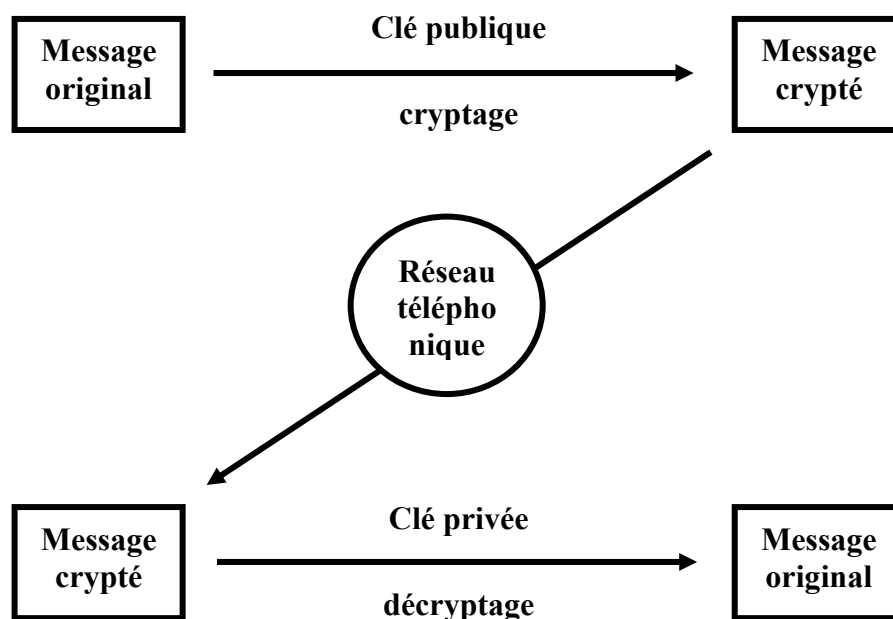 Message
original
Clé publique
cryptage
Message
crypté
Réseau
télépho
nique
Message
crypté
Clé privée
décryptage
Message
original